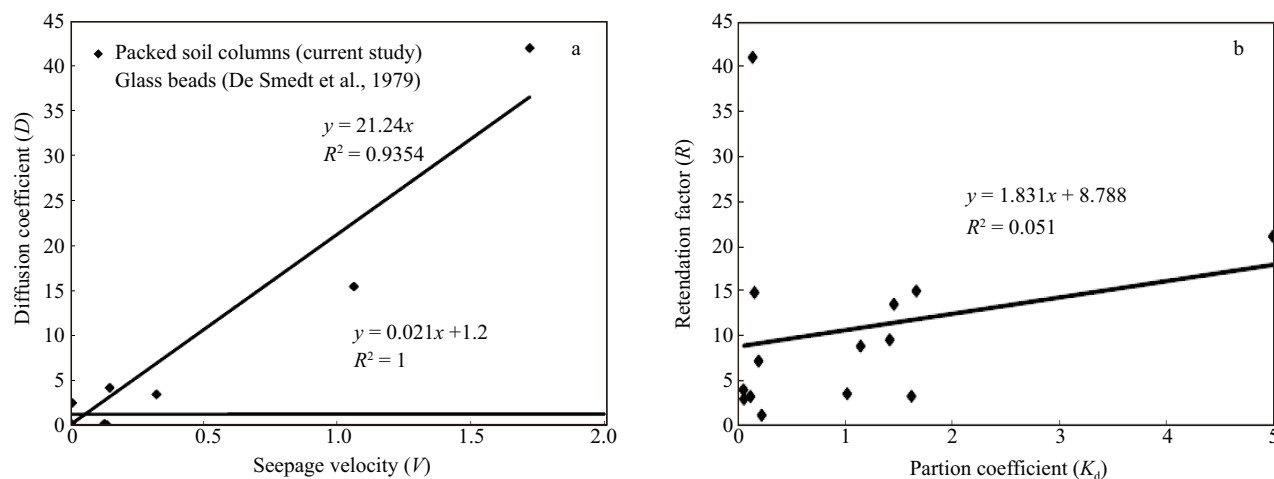 45
40
35
30
25
20
15
10
5
0
Diffusion coefficient (D)
Packed soil columns (current study)
Glass beads (De Smedt et al., 1979)
a
y = 21.24x
R² = 0.9354
y = 0.021x +1.2
R² = 1
0 0.5 1.0 1.5 2.0
Seepage velocity (V)
45
40
35
30
25
20
15
10
5
0
Retendation factor (R)
b
y = 1.831x + 8.788
R² = 0.051
0 1 2 3 4 5
Partion coefficient (Kd)